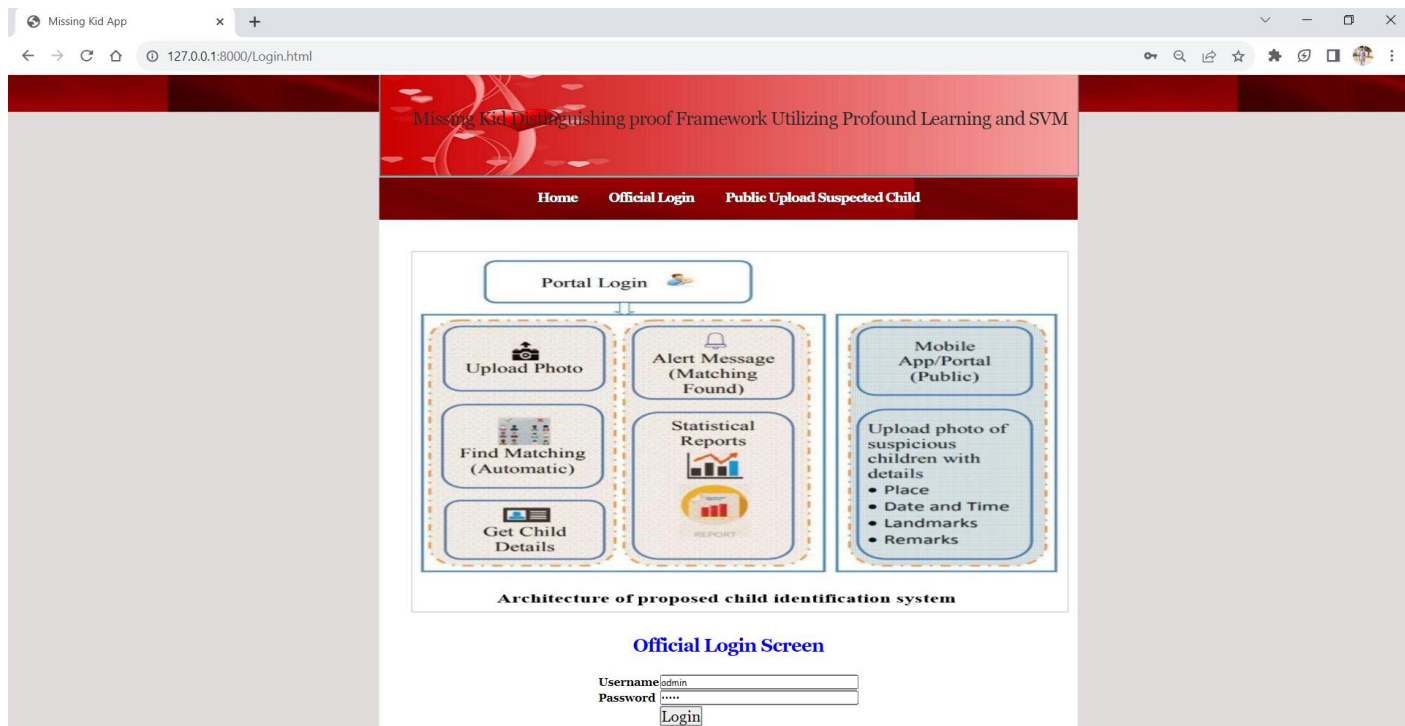 Missing Kid App
127.0.0.1:8000/Login.html
Missing Kid Distinguishing proof Framework Utilizing Profound Learning and SVM
Home Official Login Public Upload Suspected Child
Portal Login
Upload Photo
Find Matching
(Automatic)
Get Child
Details
Alert Message
(Matching
Found)
Statistical
Reports
REPORT
Mobile
App/Portal
(Public)
Upload photo of
suspicious
children with
details
• Place
• Date and Time
• Landmarks
• Remarks
Architecture of proposed child identification system
Official Login Screen
Username admin
Password •••••
Login